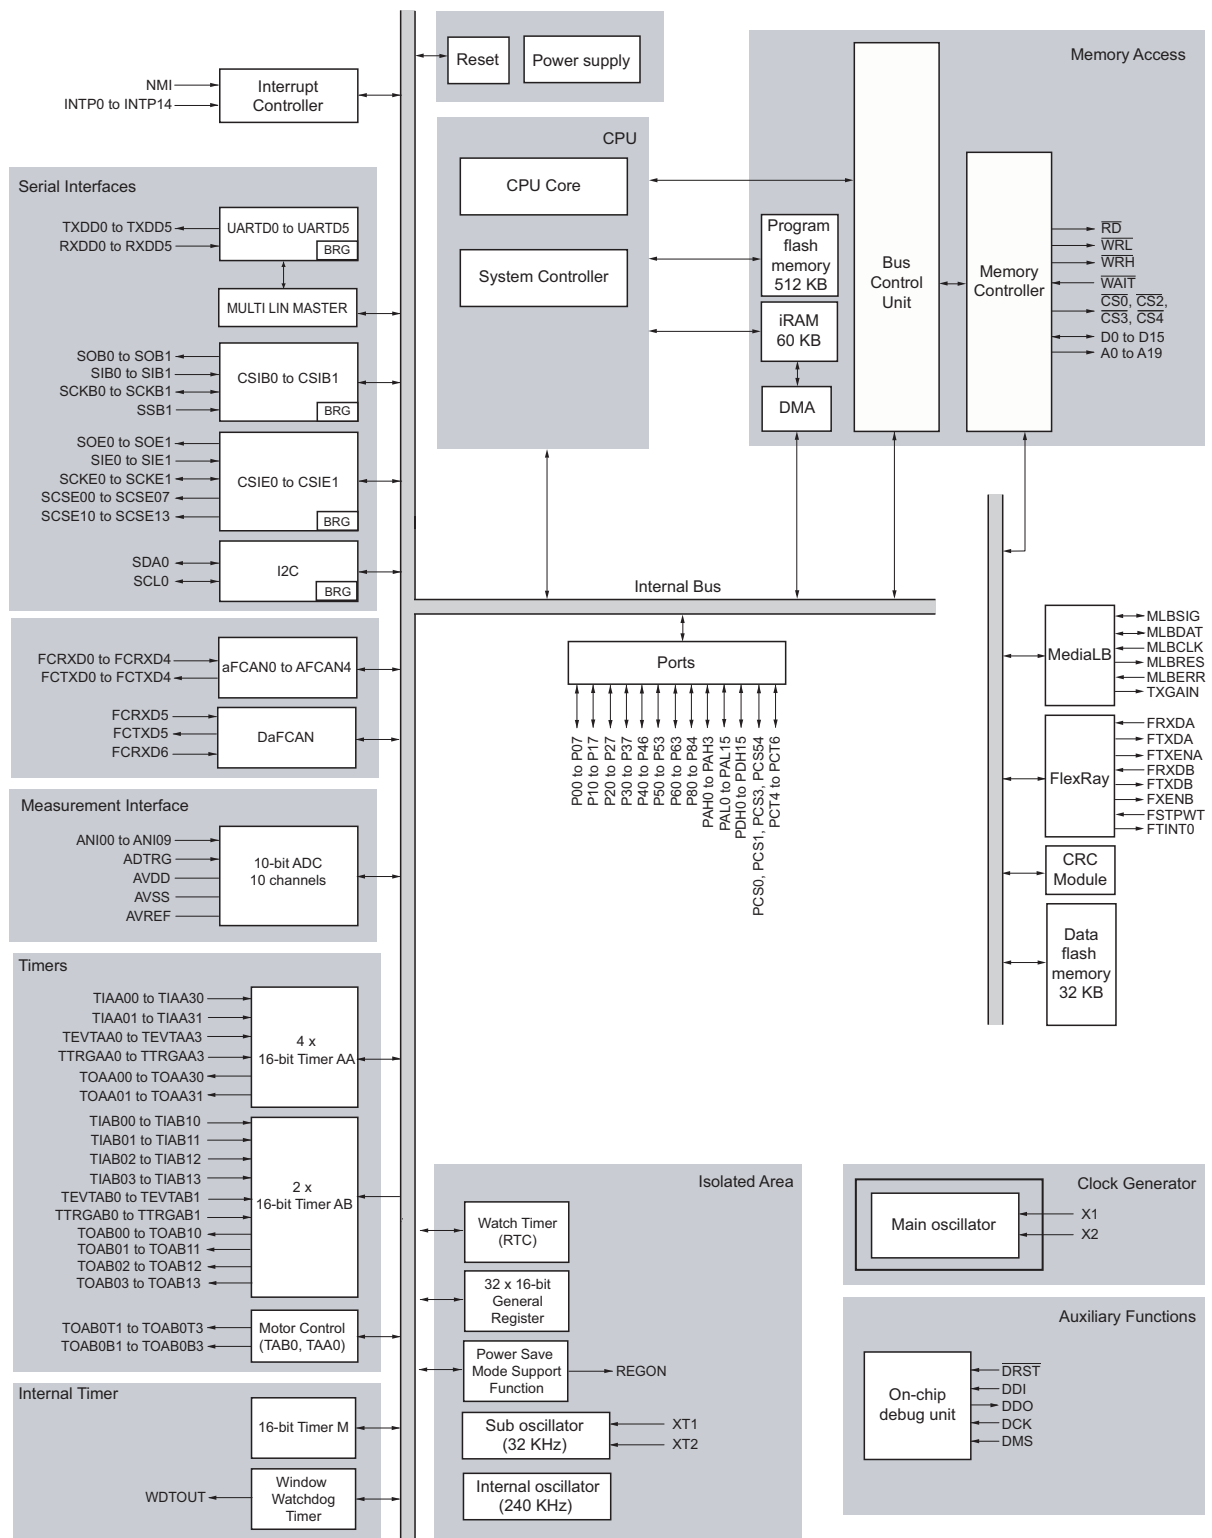 Reset
Power supply
Memory Access
NMI
INTP0 to INTP14
Interrupt
Controller
CPU
CPU Core
System Controller
Program
flash
memory
512 KB
iRAM
60 KB
DMA
Bus
Control
Unit
Memory
Controller
RD
WRL
WRH
WAIT
CS0, CS2,
CS3, CS4
D0 to D15
A0 to A19
Serial Interfaces
TXDD0 to TXDD5
RXDD0 to RXDD5
UARTD0 to UARTD5
BRG
MULTI LIN MASTER
SOB0 to SOB1
SIB0 to SIB1
SCKB0 to SCKB1
SSB1
CSIB0 to CSIB1
BRG
SOE0 to SOE1
SIE0 to SIE1
SCKE0 to SCKE1
SCSE00 to SCSE07
SCSE10 to SCSE13
CSIE0 to CSIE1
BRG
SDA0
SCL0
I2C
BRG
Internal Bus
FCRXD0 to FCRXD4
FCTXD0 to FCTXD4
aFCAN0 to AFCAN4
FCRXD5
FCTXD5
FCRXD6
DaFCAN
Ports
P00 to P07
P10 to P17
P20 to P27
P30 to P37
P40 to P46
P50 to P53
P60 to P63
P80 to P84
PAH0 to PAH3
PAL0 to PAL15
PDH0 to PDH15
PCS0, PCS1, PCS3, PCS54
PCT4 to PCT6
MediaLB
MLBSIG
MLBDAT
MLBCLK
MLBRES
MLBERR
TXGAIN
FlexRay
FRXDA
FTXDA
FTXENA
FRXDB
FTXDB
FXENB
FSTPWT
FTINT0
CRC
Module
Data
flash
memory
32 KB
Measurement Interface
ANI00 to ANI09
ADTRG
AVDD
AVSS
AVREF
10-bit ADC
10 channels
Timers
TIAA00 to TIAA30
TIAA01 to TIAA31
TEVTAA0 to TEVTAA3
TTRGAA0 to TTRGAA3
TOAA00 to TOAA30
TOAA01 to TOAA31
4 x
16-bit Timer AA
TIAB00 to TIAB10
TIAB01 to TIAB11
TIAB02 to TIAB12
TIAB03 to TIAB13
TEVTAB0 to TEVTAB1
TTRGAB0 to TTRGAB1
TOAB00 to TOAB10
TOAB01 to TOAB11
TOAB02 to TOAB12
TOAB03 to TOAB13
2 x
16-bit Timer AB
TOAB0T1 to TOAB0T3
TOAB0B1 to TOAB0B3
Motor Control
(TAB0, TAA0)
Internal Timer
16-bit Timer M
WDTOUT
Window
Watchdog
Timer
Isolated Area
Watch Timer
(RTC)
32 x 16-bit
General
Register
Power Save
Mode Support
Function
REGON
Sub oscillator
(32 KHz)
XT1
XT2
Internal oscillator
(240 KHz)
Clock Generator
Main oscillator
X1
X2
Auxiliary Functions
On-chip
debug unit
DRST
DDI
DDO
DCK
DMS